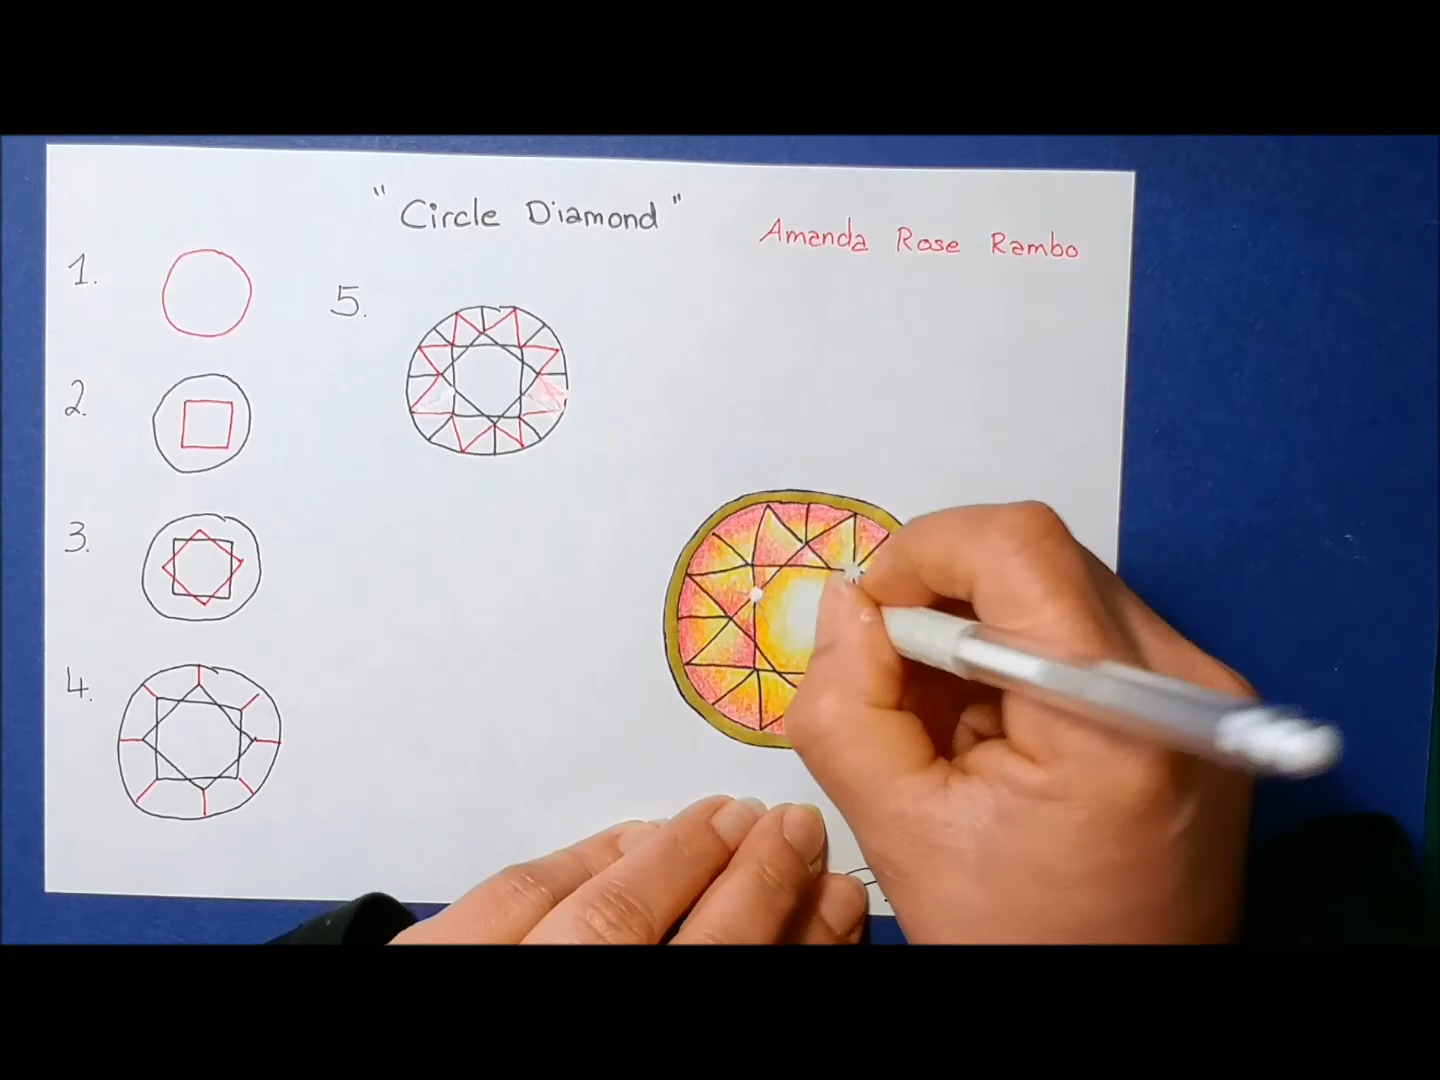 "Circle Diamond"
Amanda Rose Rambo
1.
2.
3.
4.
5.